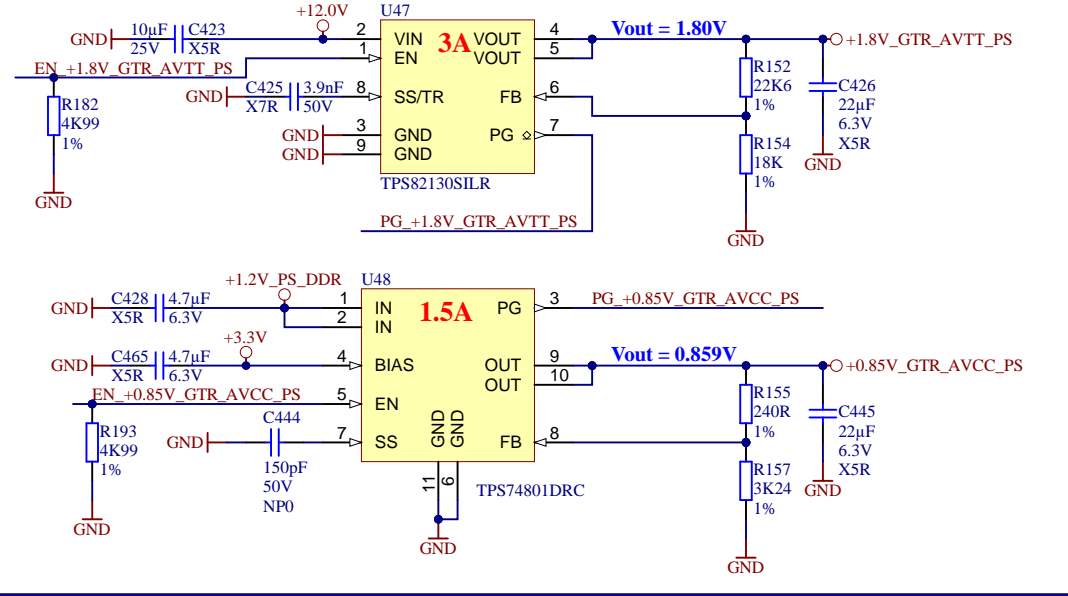 +12.0V
U47
10µF
C423
GND
25V
X5R
2
VIN
3A
VOUT
4
Vout = 1.80V
+1.8V_GTR_AVTT_PS
1
EN
VOUT
5
EN_+1.8V_GTR_AVTT_PS
R182
4K99
1%
GND
GND
C425
3.9nF
X7R
50V
8
SS/TR
FB
6
R152
22K6
1%
C426
22µF
6.3V
X5R
GND
GND
3
GND
PG
7
GND
9
GND
R154
18K
1%
GND
TPS82130SILR
PG_+1.8V_GTR_AVTT_PS
+1.2V_PS_DDR
U48
GND
C428
4.7µF
X5R
6.3V
1
IN
1.5A
PG
3
PG_+0.85V_GTR_AVCC_PS
2
IN
+3.3V
GND
C465
4.7µF
X5R
6.3V
4
BIAS
OUT
9
Vout = 0.859V
+0.85V_GTR_AVCC_PS
OUT
10
EN_+0.85V_GTR_AVCC_PS
5
EN
R155
240R
1%
C445
22µF
6.3V
X5R
GND
R193
4K99
1%
GND
C444
GND
150pF
50V
NP0
7
SS
GND
GND
FB
8
11
6
TPS74801DRC
R157
3K24
1%
GND
GND